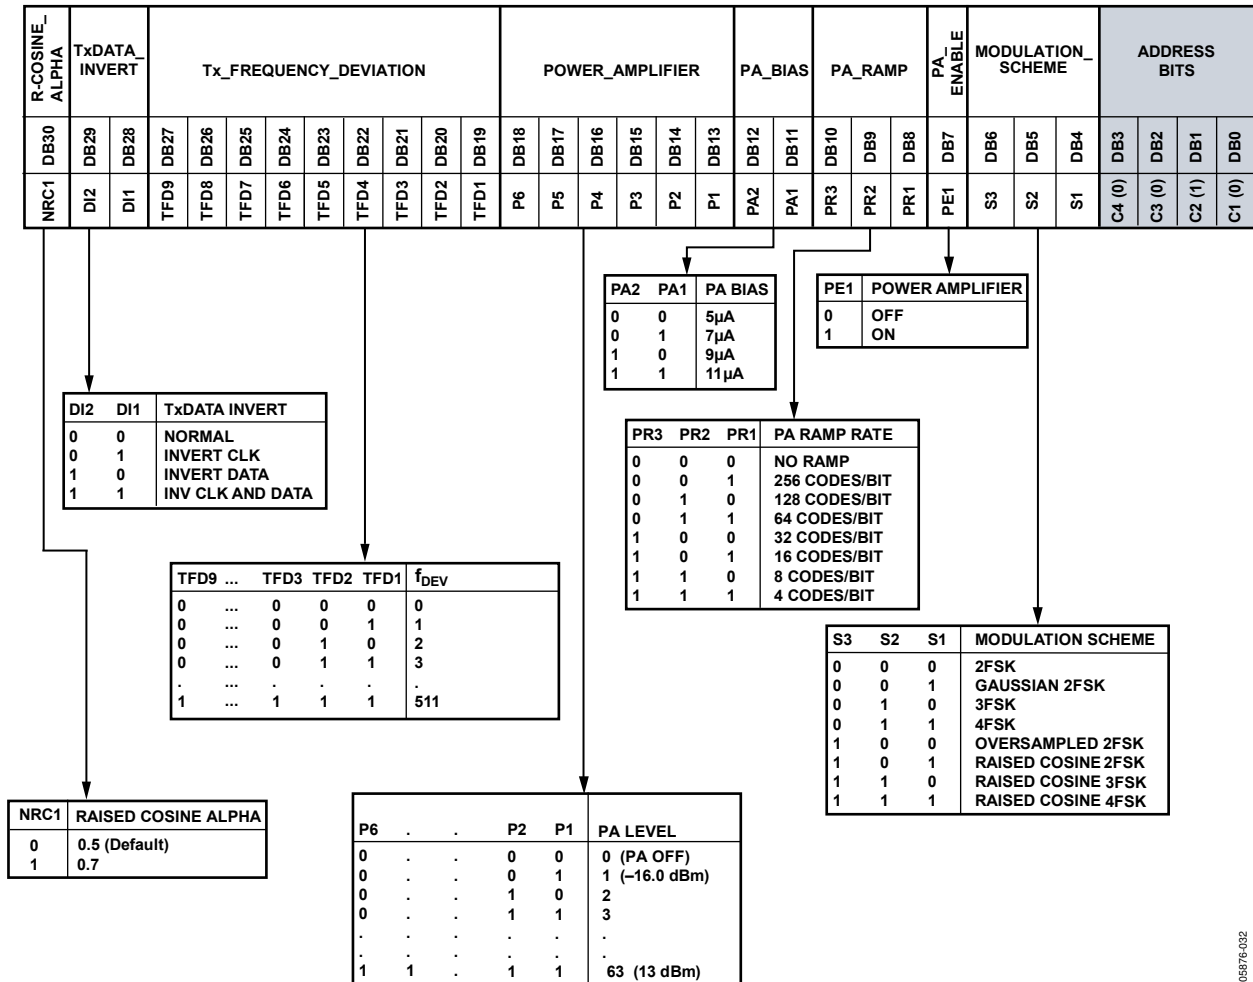 R-COSINE_
ALPHA
TxDATA_
INVERT
Tx_FREQUENCY_DEVIATION
POWER_AMPLIFIER
PA_BIAS
PA_RAMP
PA_
ENABLE
MODULATION_
SCHEME
ADDRESS
BITS
DB30 DB29 DB28 DB27 DB26 DB25 DB24 DB23 DB22 DB21 DB20 DB19 DB18 DB17 DB16 DB15 DB14 DB13 DB12 DB11 DB10 DB9 DB8 DB7 DB6 DB5 DB4 DB3 DB2 DB1 DB0
NRC1 DI2 DI1 TFD9 TFD8 TFD7 TFD6 TFD5 TFD4 TFD3 TFD2 TFD1 P6 P5 P4 P3 P2 P1 PA2 PA1 PR3 PR2 PR1 PE1 S3 S2 S1 C4 (0) C3 (0) C2 (1) C1 (0)
PA2 PA1 PA BIAS
0 0 5µA
0 1 7µA
1 0 9µA
1 1 11µA
PE1 POWER AMPLIFIER
0 OFF
1 ON
DI2 DI1 TxDATA INVERT
0 0 NORMAL
0 1 INVERT CLK
1 0 INVERT DATA
1 1 INV CLK AND DATA
PR3 PR2 PR1 PA RAMP RATE
0 0 0 NO RAMP
0 0 1 256 CODES/BIT
0 1 0 128 CODES/BIT
0 1 1 64 CODES/BIT
1 0 0 32 CODES/BIT
1 0 1 16 CODES/BIT
1 1 0 8 CODES/BIT
1 1 1 4 CODES/BIT
TFD9 ... TFD3 TFD2 TFD1 fDEV
0 ... 0 0 0 0
0 ... 0 0 1 1
0 ... 0 1 0 2
0 ... 0 1 1 3
. ... . . . .
1 ... 1 1 1 511
S3 S2 S1 MODULATION SCHEME
0 0 0 2FSK
0 0 1 GAUSSIAN 2FSK
0 1 0 3FSK
0 1 1 4FSK
1 0 0 OVERSAMPLED 2FSK
1 0 1 RAISED COSINE 2FSK
1 1 0 RAISED COSINE 3FSK
1 1 1 RAISED COSINE 4FSK
NRC1 RAISED COSINE ALPHA
0 0.5 (Default)
1 0.7
P6 . . P2 P1 PA LEVEL
0 . . 0 0 0 (PA OFF)
0 . . 0 1 1 (–16.0 dBm)
0 . . 1 0 2
0 . . 1 1 3
. . . . . .
. . . . . .
1 1 . 1 1 63 (13 dBm)
05876-032